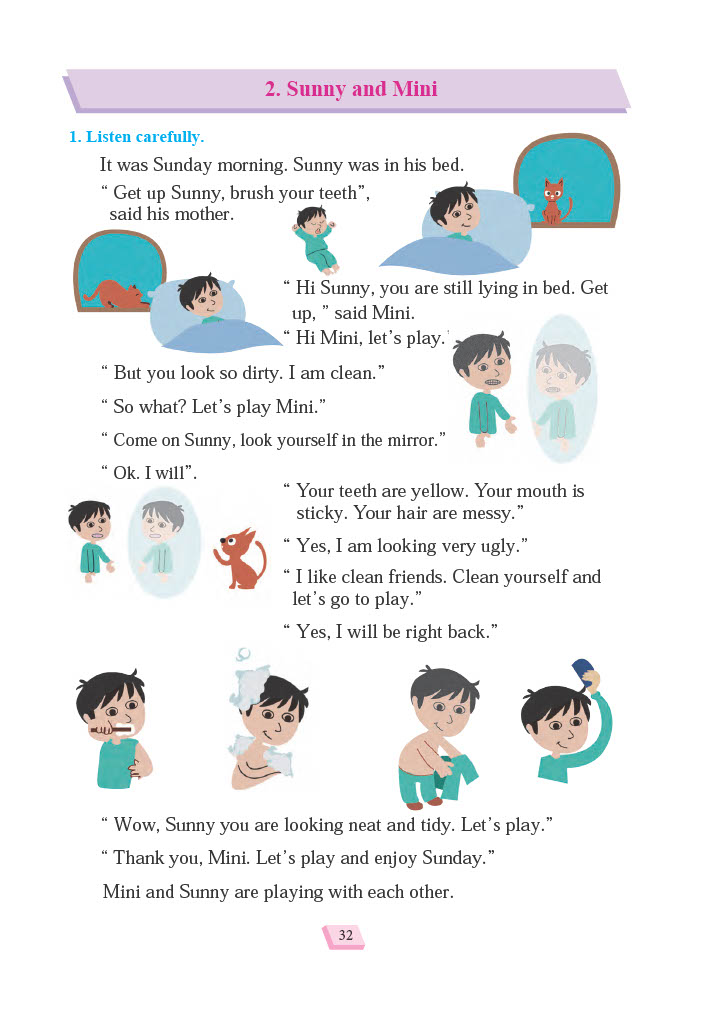 2. Sunny and Mini
1. Listen carefully.
It was Sunday morning. Sunny was in his bed.
“ Get up Sunny, brush your teeth”,
said his mother.
“ Hi Sunny, you are still lying in bed. Get
up, ” said Mini.
“ Hi Mini, let’s play.’
“ But you look so dirty. I am clean.”
“ So what? Let’s play Mini.”
“ Come on Sunny, look yourself in the mirror.”
“ Ok. I will”.
“ Your teeth are yellow. Your mouth is
sticky. Your hair are messy.”
“ Yes, I am looking very ugly.”
“ I like clean friends. Clean yourself and
let’s go to play.”
“ Yes, I will be right back.”
“ Wow, Sunny you are looking neat and tidy. Let’s play.”
“ Thank you, Mini. Let’s play and enjoy Sunday.”
Mini and Sunny are playing with each other.
32